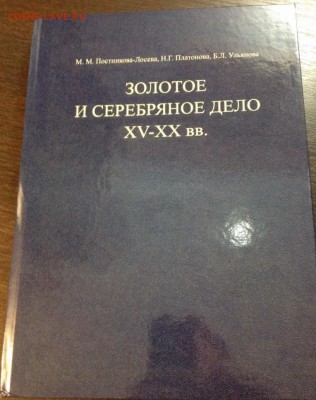 М. М. Постникова-Лосева, Н.Г. Платонова, Б.Л. Ульянова
ЗОЛОТОЕ
И СЕРЕБРЯНОЕ ДЕЛО
XV-XX вв.